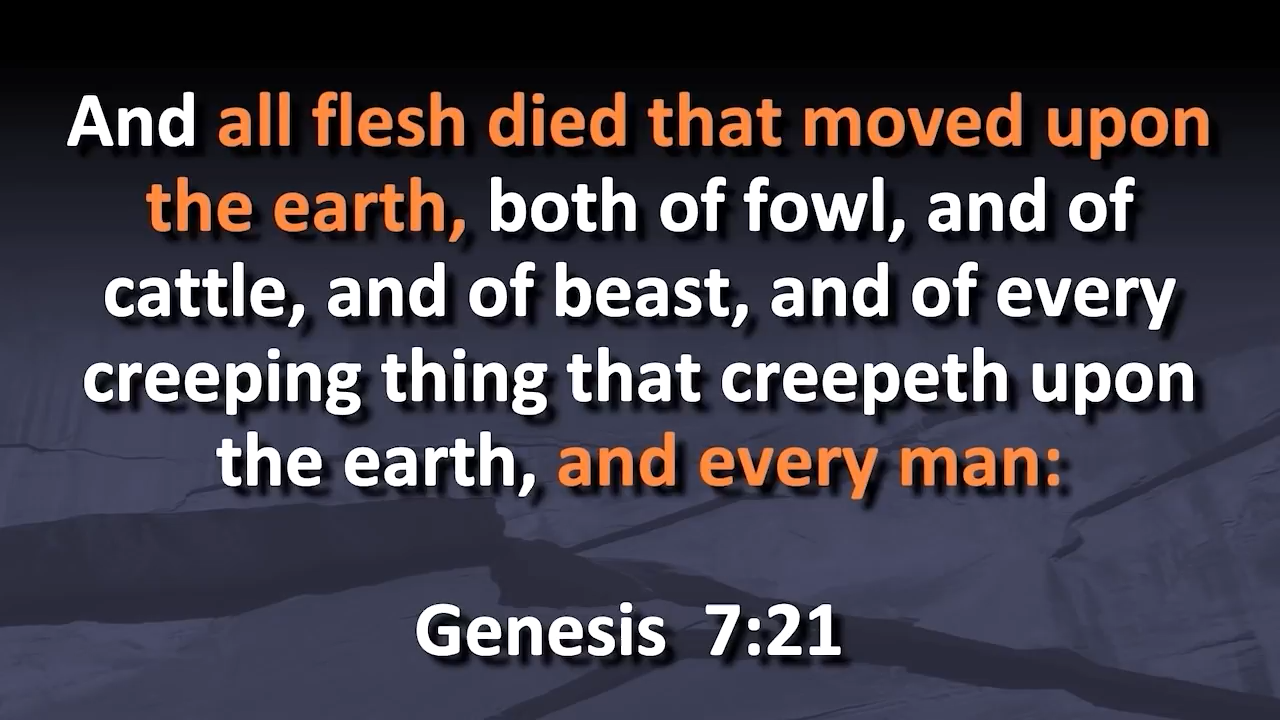 And all flesh died that moved upon
the earth, both of fowl, and of
cattle, and of beast, and of every
creeping thing that creepeth upon
the earth, and every man:
Genesis 7:21